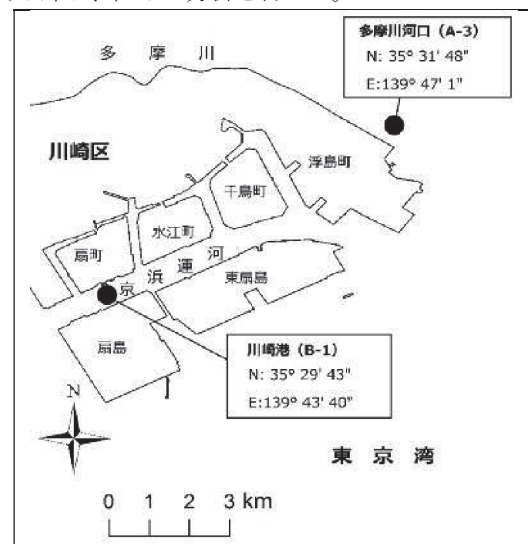 多摩川河口(A-3)
N: 35° 31' 48"
E:139° 47' 1"
多 摩 川
川崎区
浮島町
千鳥町
水江町
扇町
京 浜 運 河
東扇島
扇島
川崎港(B-1)
N: 35° 29' 43"
E:139° 43' 40"
N
東 京 湾
0 1 2 3 km